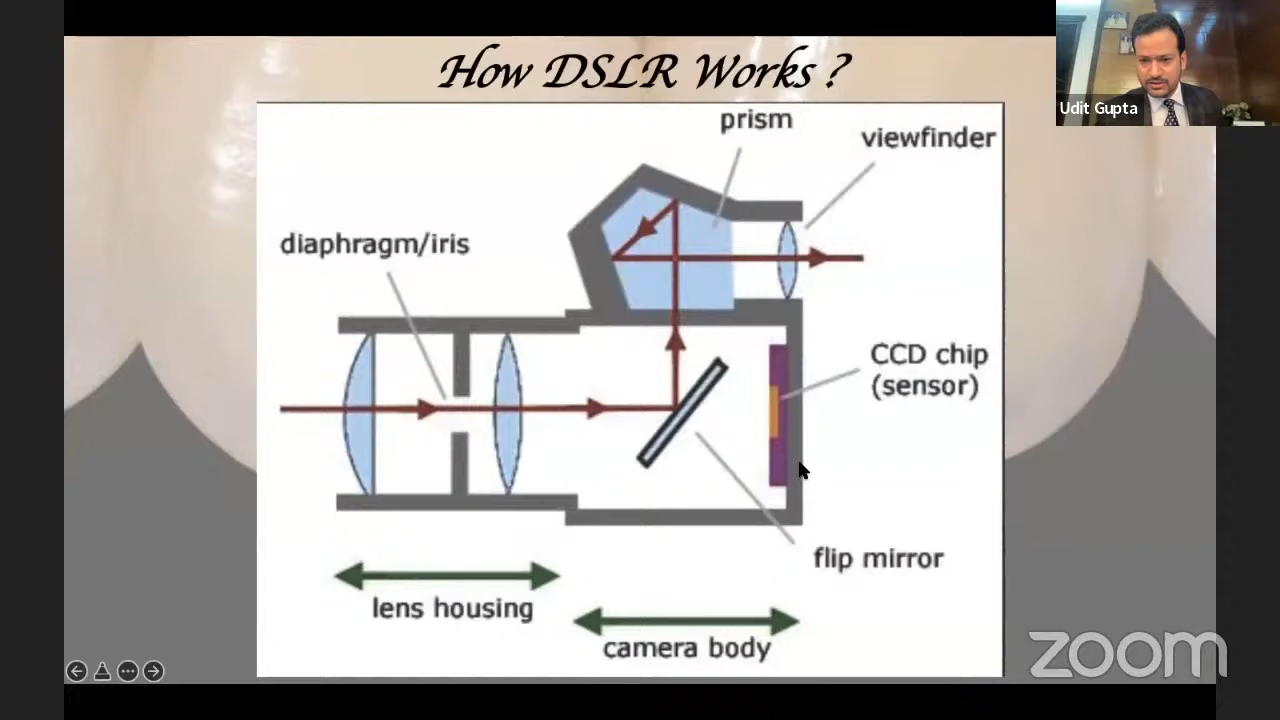 How DSLR Works ?
Udit Gupta
prism
viewfinder
diaphragm/iris
CCD chip
(sensor)
flip mirror
lens housing
camera body
zoom